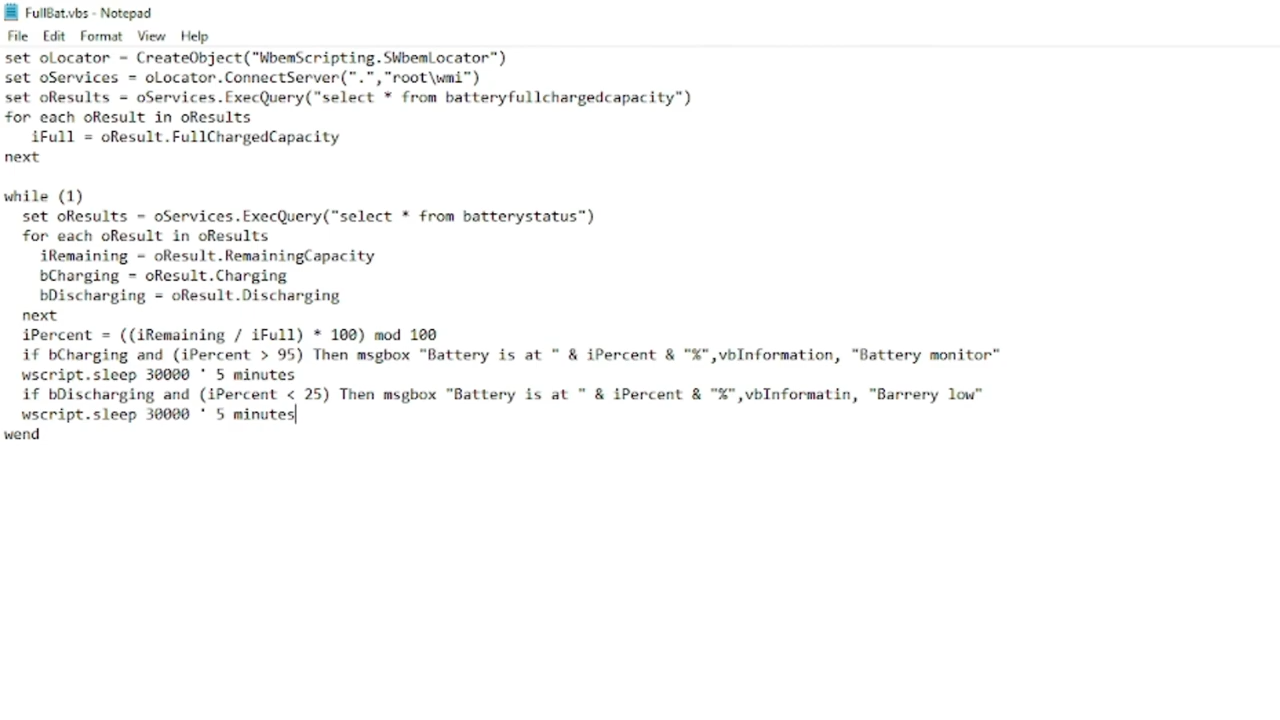 FullBat.vbs - Notepad
File Edit Format View Help
set oLocator = CreateObject("WbemScripting.SWbemLocator")
set oServices = oLocator.ConnectServer(".","root\wmi")
set oResults = oServices.ExecQuery("select * from batteryfullchargedcapacity")
for each oResult in oResults
   iFull = oResult.FullChargedCapacity
next

while (1)
  set oResults = oServices.ExecQuery("select * from batterystatus")
  for each oResult in oResults
    iRemaining = oResult.RemainingCapacity
    bCharging = oResult.Charging
    bDischarging = oResult.Discharging
  next
  iPercent = ((iRemaining / iFull) * 100) mod 100
  if bCharging and (iPercent > 95) Then msgbox "Battery is at " & iPercent & "%",vbInformation, "Battery monitor"
  wscript.sleep 30000 ' 5 minutes
  if bDischarging and (iPercent < 25) Then msgbox "Battery is at " & iPercent & "%",vbInformatin, "Barrery low"
  wscript.sleep 30000 ' 5 minutes
wend